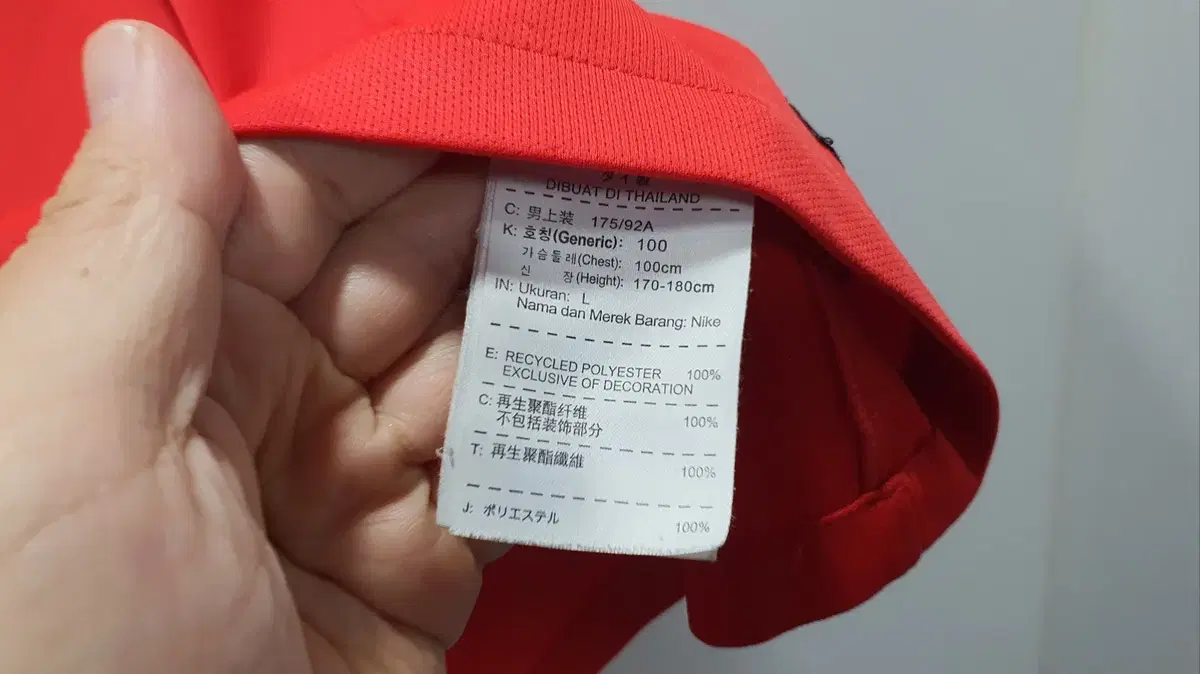 タイ製
DIBUAT DI THAILAND
C: 男上装 175/92A
K: 호칭(Generic): 100
가슴둘레(Chest): 100cm
신 장(Height): 170-180cm
IN: Ukuran: L
Nama dan Merek Barang: Nike
E: RECYCLED POLYESTER 100%
EXCLUSIVE OF DECORATION
C: 再生聚酯纤维 100%
不包括装饰部分
T: 再生聚酯纖維 100%
J: ポリエステル 100%